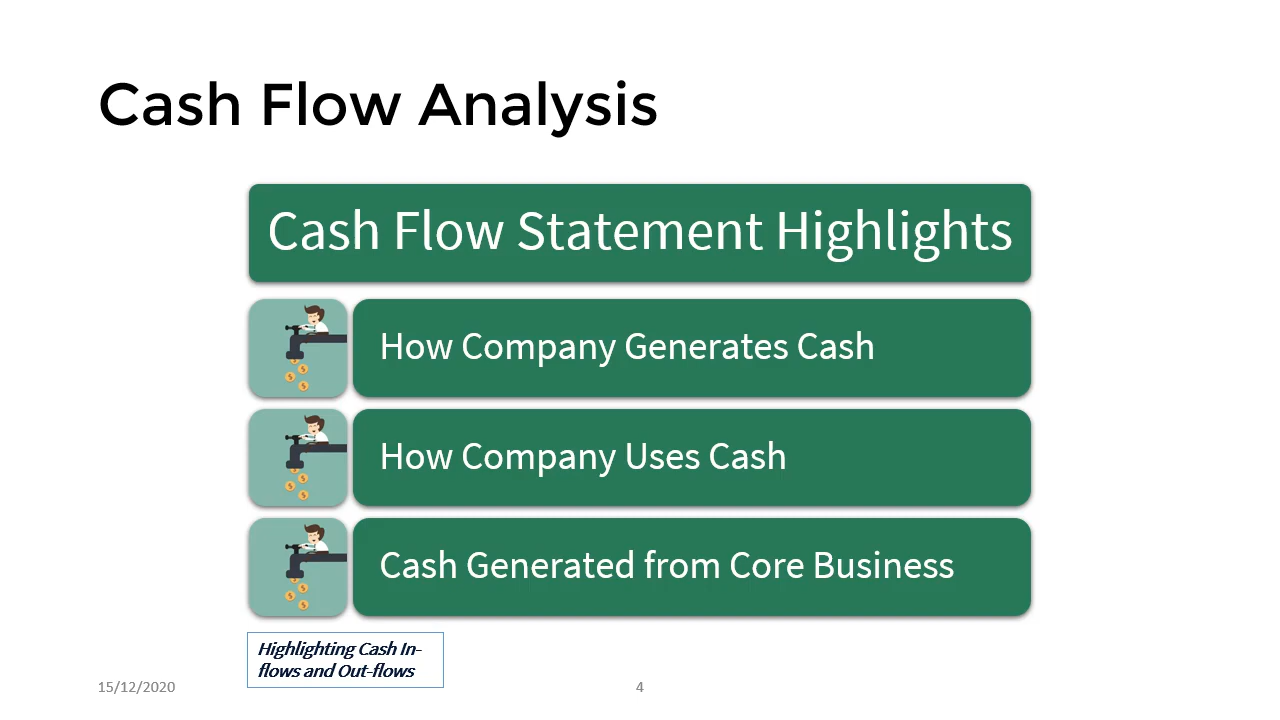 Cash Flow Analysis
Cash Flow Statement Highlights
How Company Generates Cash
How Company Uses Cash
Cash Generated from Core Business
Highlighting Cash In-
flows and Out-flows
15/12/2020
4